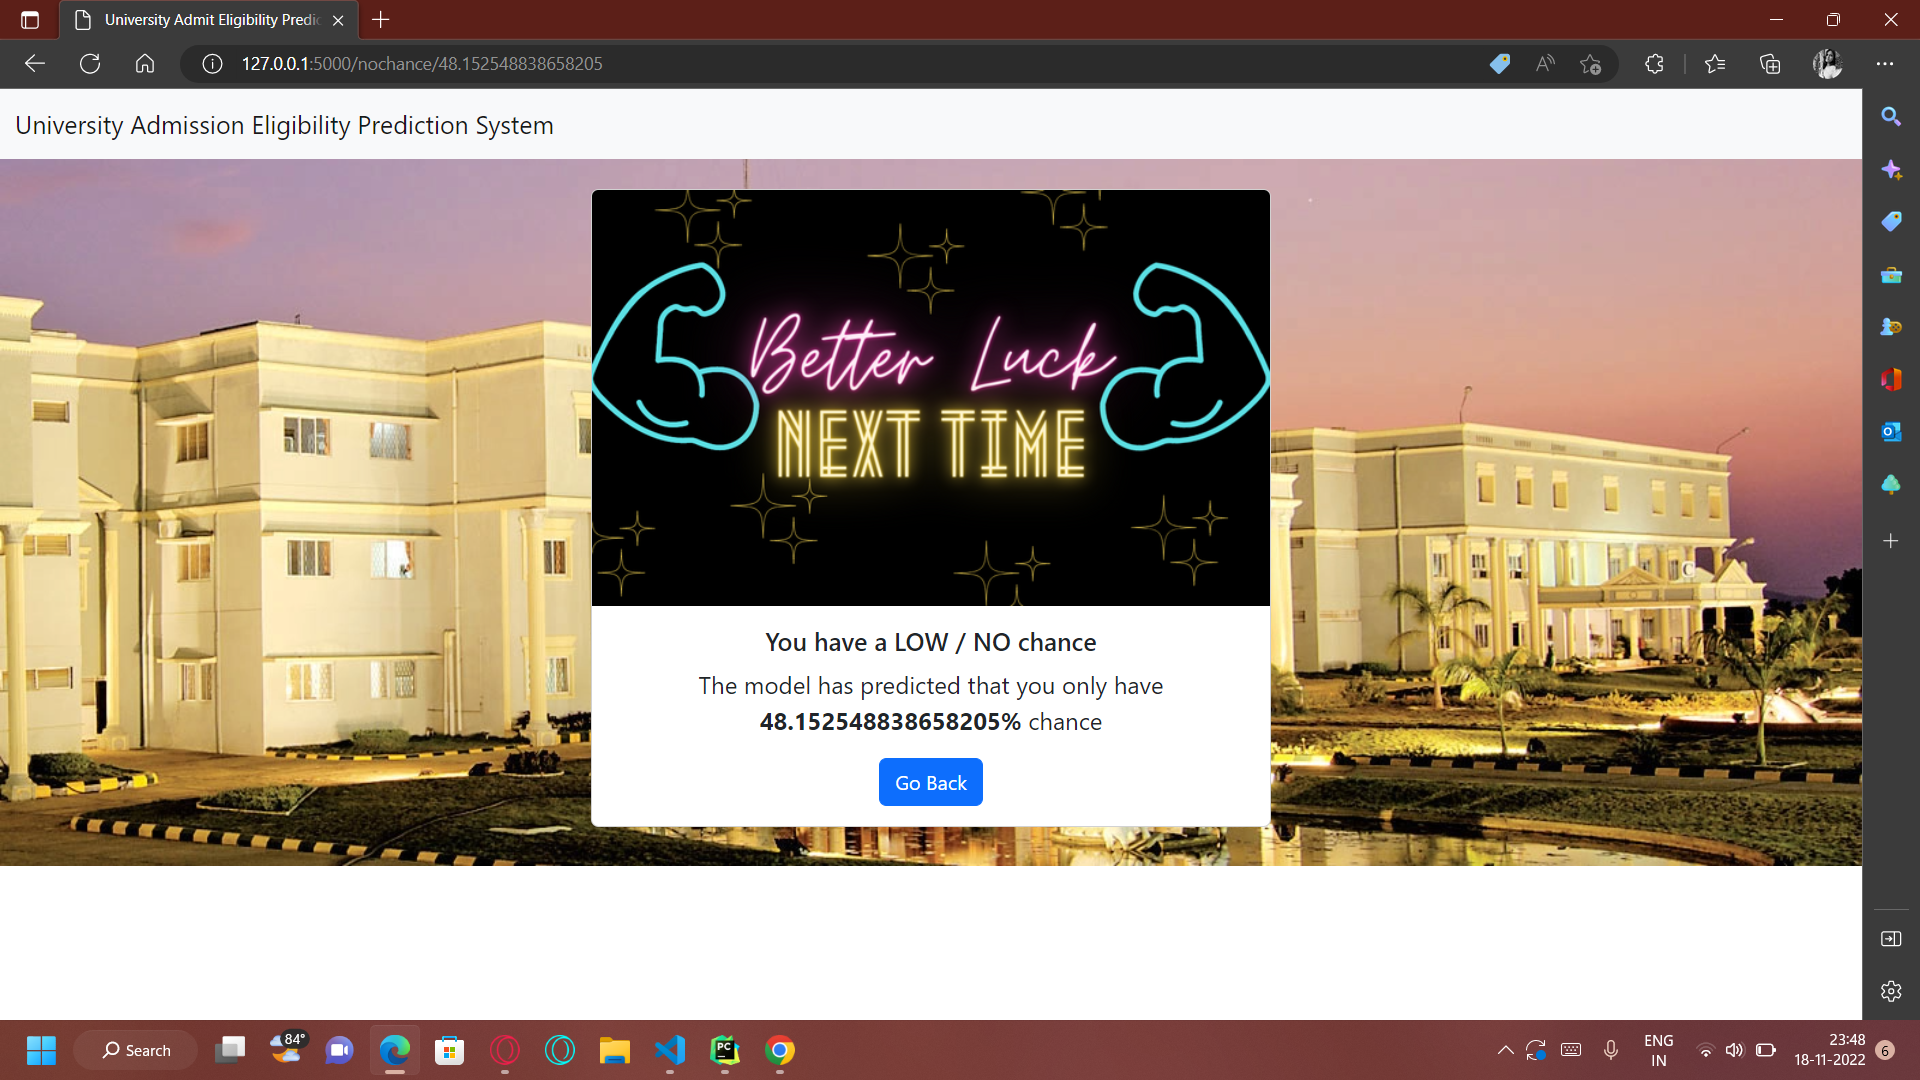 University Admit Eligibility Predic
127.0.0.1:5000/nochance/48.152548838658205
University Admission Eligibility Prediction System
Better Luck
NEXT TIME
You have a LOW / NO chance
The model has predicted that you only have
48.152548838658205% chance
Go Back
Search
84°
PC
ENG
IN
23:48
18-11-2022
6